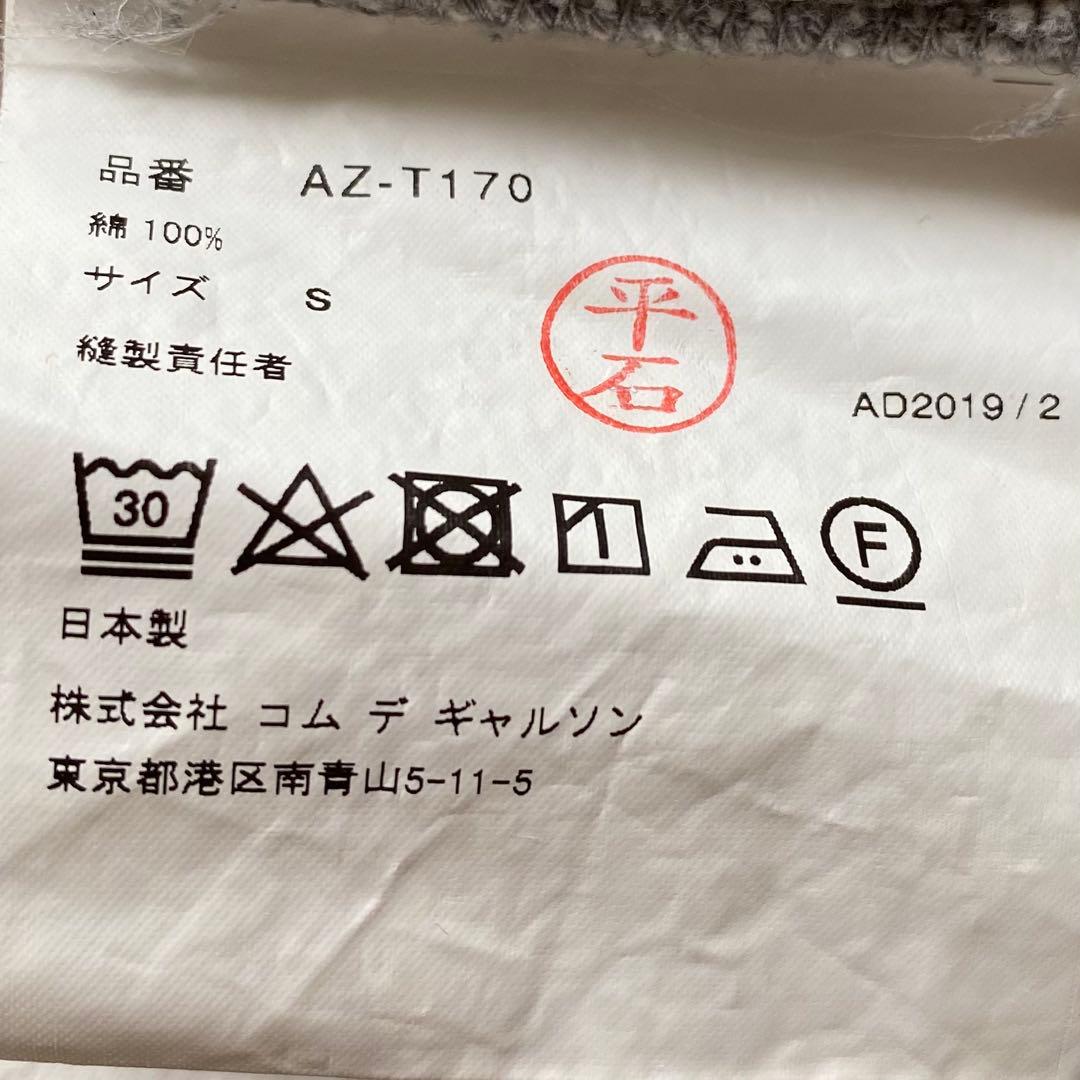 品番 AZ-T170
綿 100%
サイズ S
縫製責任者
平石
AD2019/2
30
F
日本製
株式会社 コム デ ギャルソン
東京都港区南青山5-11-5